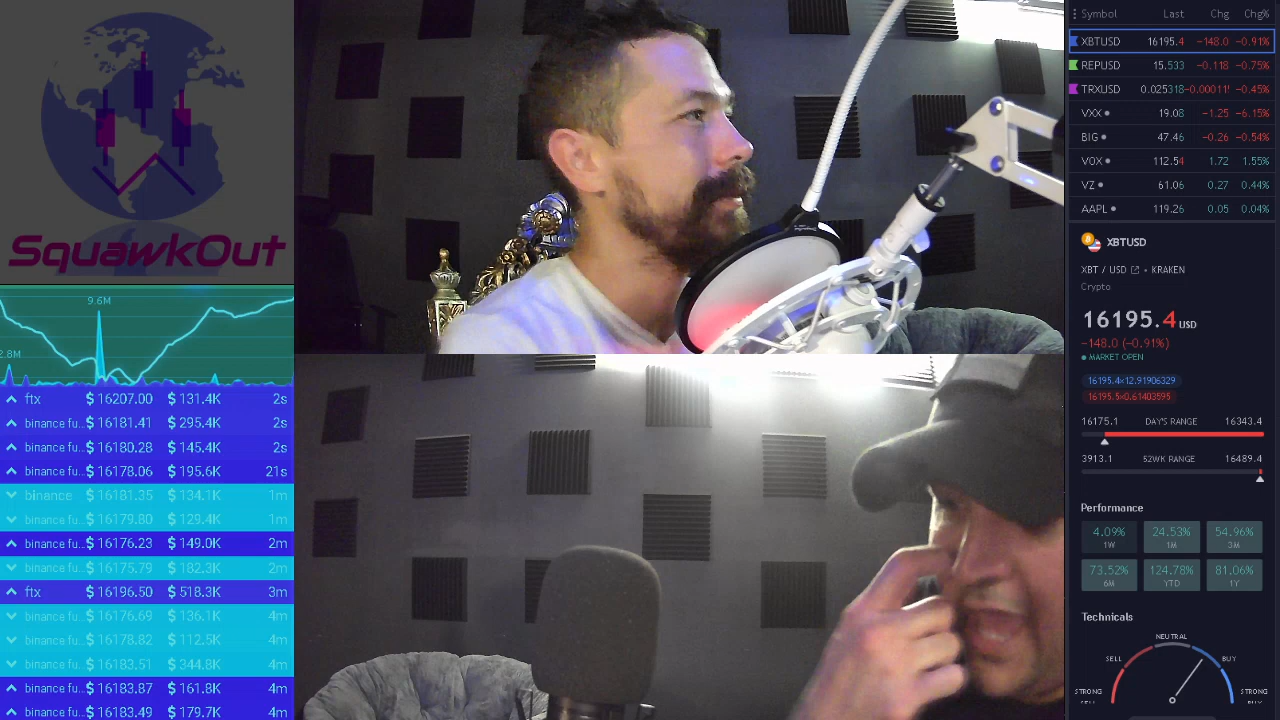 SquawkOut
9.6M
2.8M
ftx $ 16207.00 $ 131.4K 2s
binance fu.. $ 16181.41 $ 295.4K 2s
binance fu.. $ 16180.28 $ 145.4K 2s
binance fu.. $ 16178.06 $ 195.6K 21s
binance $ 16181.35 $ 134.1K 1m
binance fu.. $ 16179.80 $ 129.4K 1m
binance fu.. $ 16176.23 $ 149.0K 2m
binance fu.. $ 16175.79 $ 182.3K 2m
ftx $ 16196.50 $ 518.3K 3m
binance fu.. $ 16176.69 $ 136.1K 4m
binance fu.. $ 16178.82 $ 112.5K 4m
binance fu.. $ 16183.51 $ 344.8K 4m
binance fu.. $ 16183.87 $ 161.8K 4m
binance fu.. $ 16183.49 $ 179.7K 4m
Symbol Last Chg Chg%
XBTUSD 16195.4 −148.0 −0.91%
REPUSD 15.533 −0.118 −0.75%
TRXUSD 0.025318 −0.00011 −0.45%
VXX 19.08 −1.25 −6.15%
BIG 47.46 −0.26 −0.54%
VOX 112.54 1.72 1.55%
VZ 61.06 0.27 0.44%
AAPL 119.26 0.05 0.04%
XBTUSD
XBT / USD • KRAKEN
Crypto
16195.4 USD
−148.0 (−0.91%)
MARKET OPEN
16195.4×12.91906329
16195.5×0.61403595
16175.1 DAY'S RANGE 16343.4
3913.1 52WK RANGE 16489.4
Performance
4.09% 24.53% 54.96%
1W 1M 3M
73.52% 124.78% 81.06%
6M YTD 1Y
Technicals
NEUTRAL
SELL BUY
STRONG STRONG